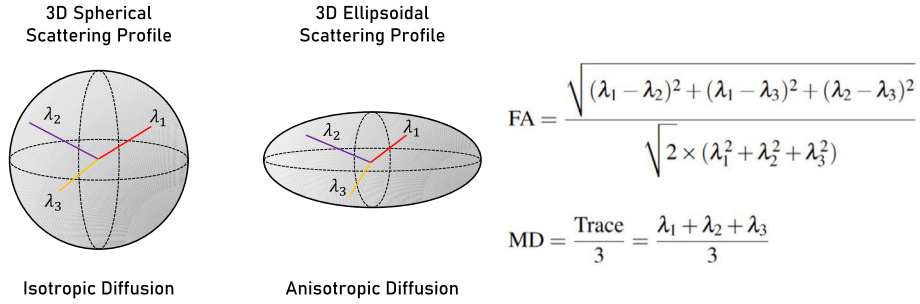 3D Spherical
Scattering Profile
λ₂
λ₁
λ₃
Isotropic Diffusion
3D Ellipsoidal
Scattering Profile
λ₂
λ₁
λ₃
Anisotropic Diffusion
FA = √((λ₁ − λ₂)² + (λ₁ − λ₃)² + (λ₂ − λ₃)²) / √2 × (λ₁² + λ₂² + λ₃²)
MD = Trace / 3 = (λ₁ + λ₂ + λ₃) / 3